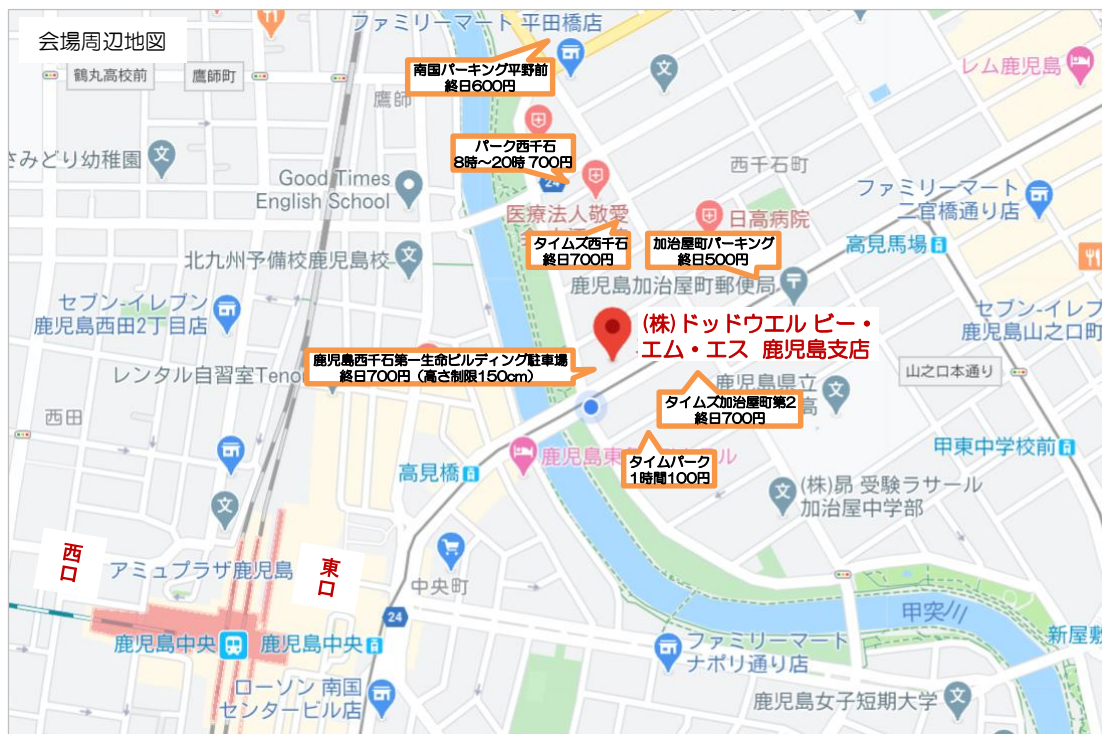 会場周辺地図
ファミリーマート 平田橋店
鶴丸高校前
鷹師町
南国パーキング平野前
終日600円
レム鹿児島
鷹師
パーク西千石
8時～20時 700円
さみどり幼稚園
西千石町
Good Times
English School
24
ファミリーマート
二官橋通り店
医療法人敬愛
日高病院
タイムズ西千石
終日700円
加治屋町パーキング
終日500円
高見馬場
北九州予備校鹿児島校
鹿児島加治屋町郵便局
セブン-イレブン
鹿児島西田2丁目店
セブン-イレブ
鹿児島山之口町
(株)ドッドウエル ビー・
エム・エス 鹿児島支店
鹿児島西千石第一生命ビルディング駐車場
終日700円（高さ制限150cm）
レンタル自習室Teno
鹿児島県立
高
山之口本通り
タイムズ加治屋町第2
終日700円
西田
甲東中学校前
高見橋
鹿児島東
ル
タイムパーク
1時間100円
(株)昴 受験ラサール
加治屋中学部
西口
アミュプラザ鹿児島
東口
中央町
24
甲突川
鹿児島中央
鹿児島中央
ファミリーマート
ナポリ通り店
新屋敷
ローソン 南国
センタービル店
鹿児島女子短期大学